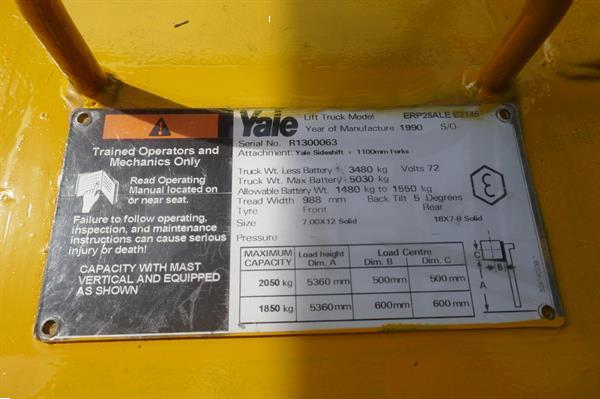 Trained Operators and
Mechanics Only
Read Operating
Manual located on
or near seat.
Failure to follow operating,
inspection, and maintenance
instructions can cause serious
injury or death!
CAPACITY WITH MAST
VERTICAL AND EQUIPPED
AS SHOWN
Yale Lift Truck Model ERP25ALE E2145
Year of Manufacture 1990 S/O
Serial No. R1300063
Attachment: Yale Sideshift : 1100mm Forks
Truck Wt. Less Battery 3480 kg Volts 72
Truck Wt. Max Battery 5030 kg
Allowable Battery Wt. 1480 kg to 1550 kg
Tread Width 988 mm Back Tilt 5 Degrees
Tyre Front Rear
Size 7.00X12 Solid 18X7-8 Solid
Pressure
MAXIMUM CAPACITY Load height Dim. A Load Centre Dim. B Dim. C
2050 kg 5360 mm 500mm 500 mm
1850 kg 5360mm 600mm 600 mm
C
B
A